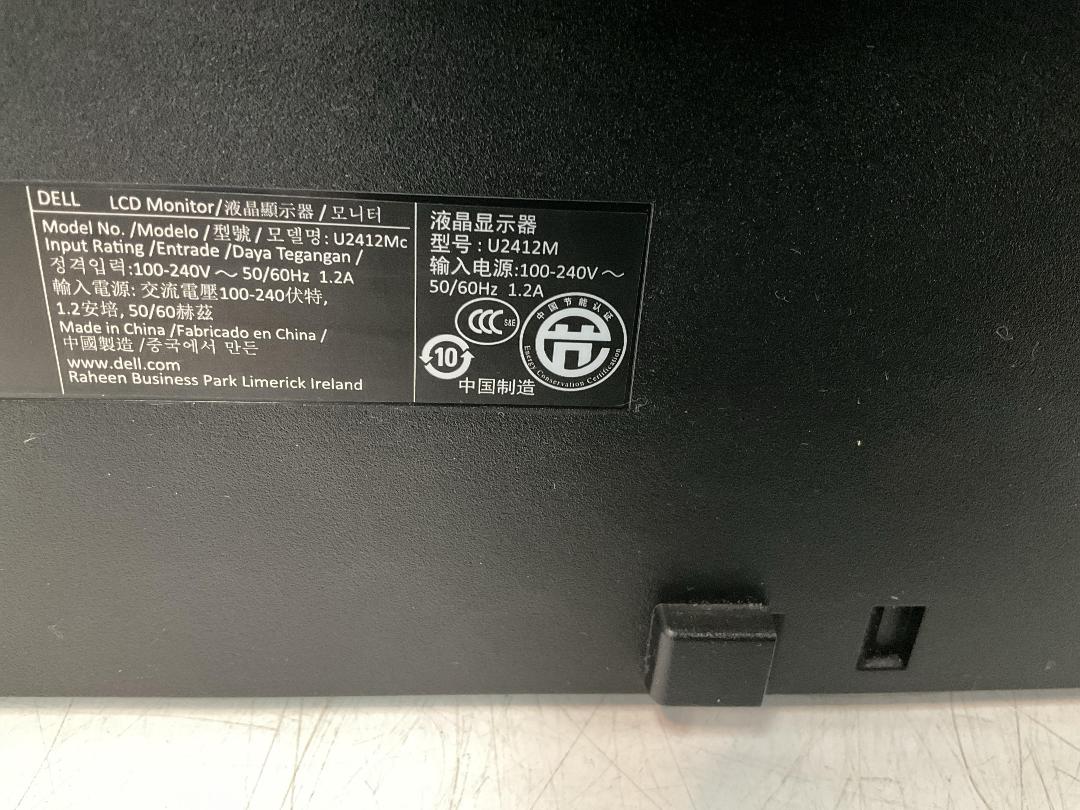 DELL LCD Monitor/液晶顯示器 / 모니터
Model No. /Modelo / 型號 / 모델명: U2412Mc
Input Rating /Entrade /Daya Tegangan /
정격입력:100-240V ～ 50/60Hz 1.2A
輸入電源: 交流電壓100-240伏特,
1.2安培, 50/60赫茲
Made in China /Fabricado en China /
中國製造 /중국에서 만든
www.dell.com
Raheen Business Park Limerick Ireland
液晶显示器
型号 : U2412M
输入电源:100-240V ～
50/60Hz 1.2A
CCC S&E
中国节能认证
Energy Conservation Certification
10
中国制造